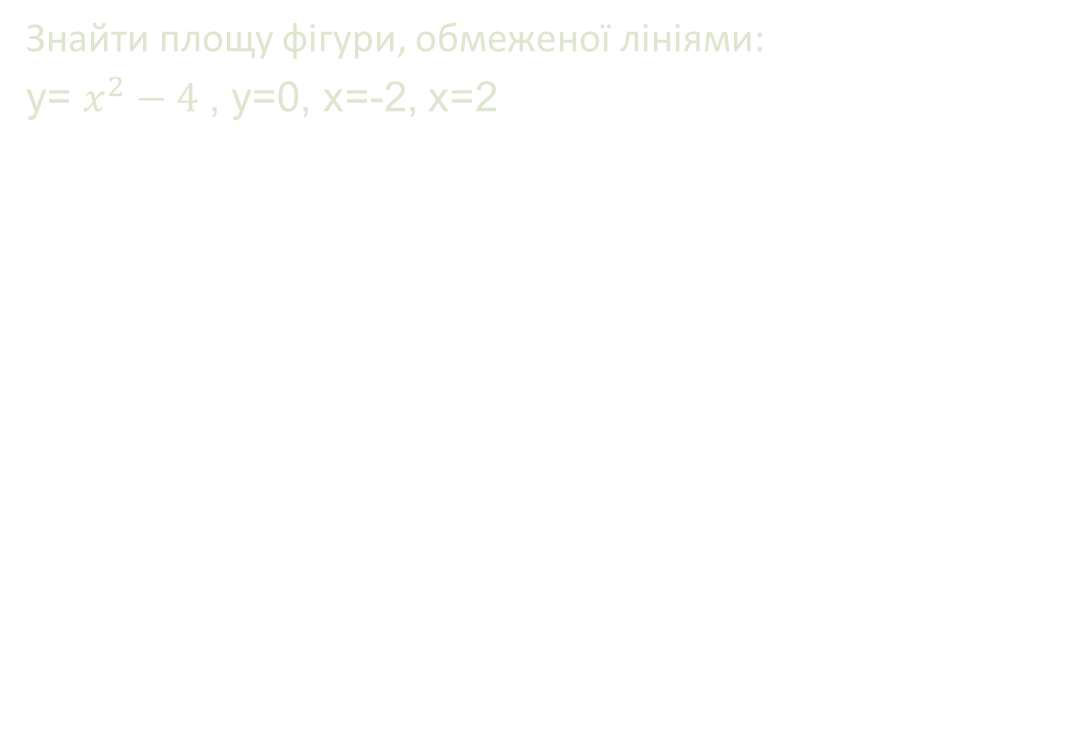 Знайти площу фігури, обмеженої лініями:
y= 𝑥² − 4 , y=0, x=-2, x=2